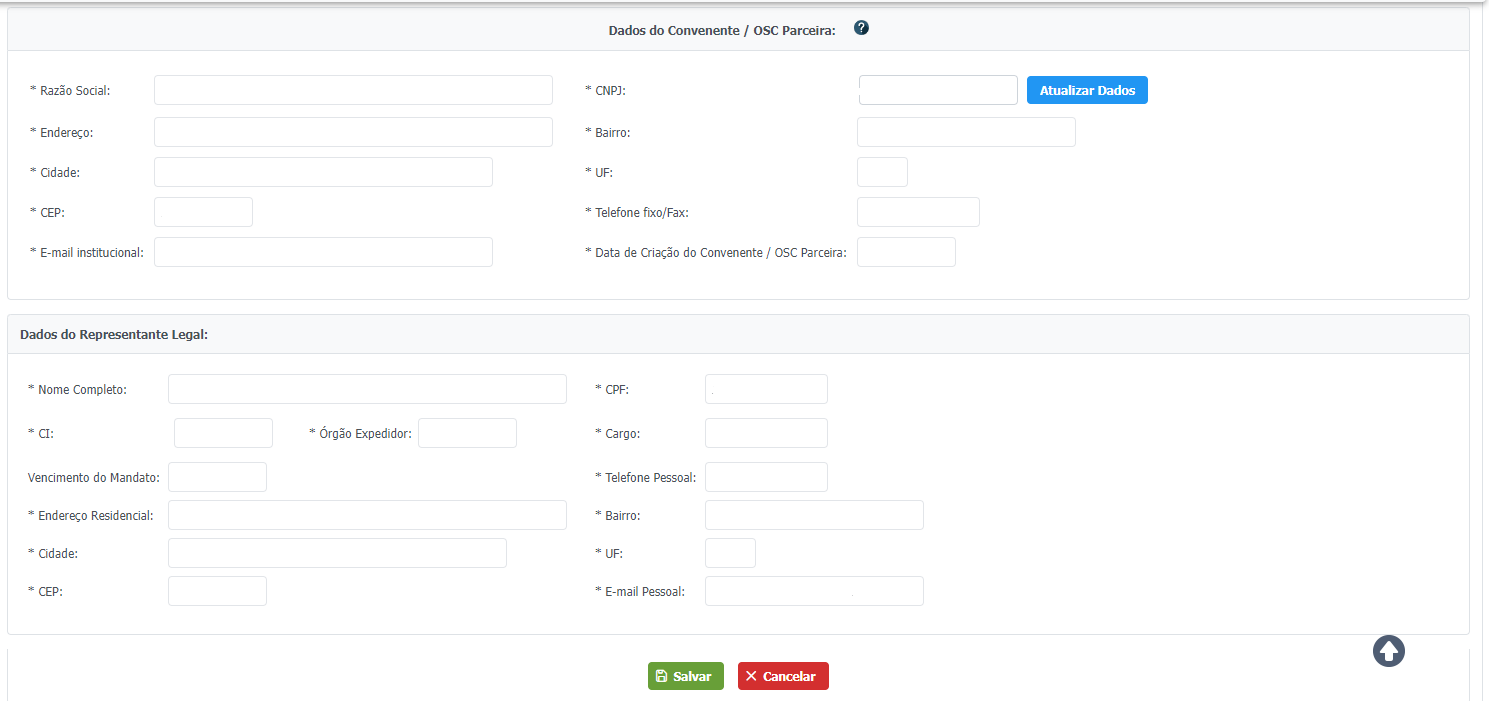 Dados do Convenente / OSC Parceira: ?
* Razão Social: * CNPJ: Atualizar Dados
* Endereço: * Bairro:
* Cidade: * UF:
* CEP: * Telefone fixo/Fax:
* E-mail institucional: * Data de Criação do Convenente / OSC Parceira:
Dados do Representante Legal:
* Nome Completo: * CPF:
* CI: * Órgão Expedidor: * Cargo:
Vencimento do Mandato: * Telefone Pessoal:
* Endereço Residencial: * Bairro:
* Cidade: * UF:
* CEP: * E-mail Pessoal:
Salvar Cancelar